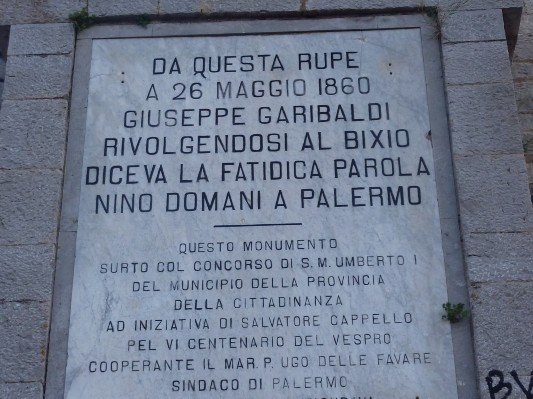 DA QUESTA RUPE
A 26 MAGGIO 1860
GIUSEPPE GARIBALDI
RIVOLGENDOSI AL BIXIO
DICEVA LA FATIDICA PAROLA
NINO DOMANI A PALERMO
QUESTO MONUMENTO
SURTO COL CONCORSO DI S. M. UMBERTO I
DEL MUNICIPIO DELLA PROVINCIA
DELLA CITTADINANZA
AD INIZIATIVA DI SALVATORE CAPPELLO
PEL VI CENTENARIO DEL VESPRO
COOPERANTE IL MAR. P. UGO DELLE FAVARE
SINDACO DI PALERMO